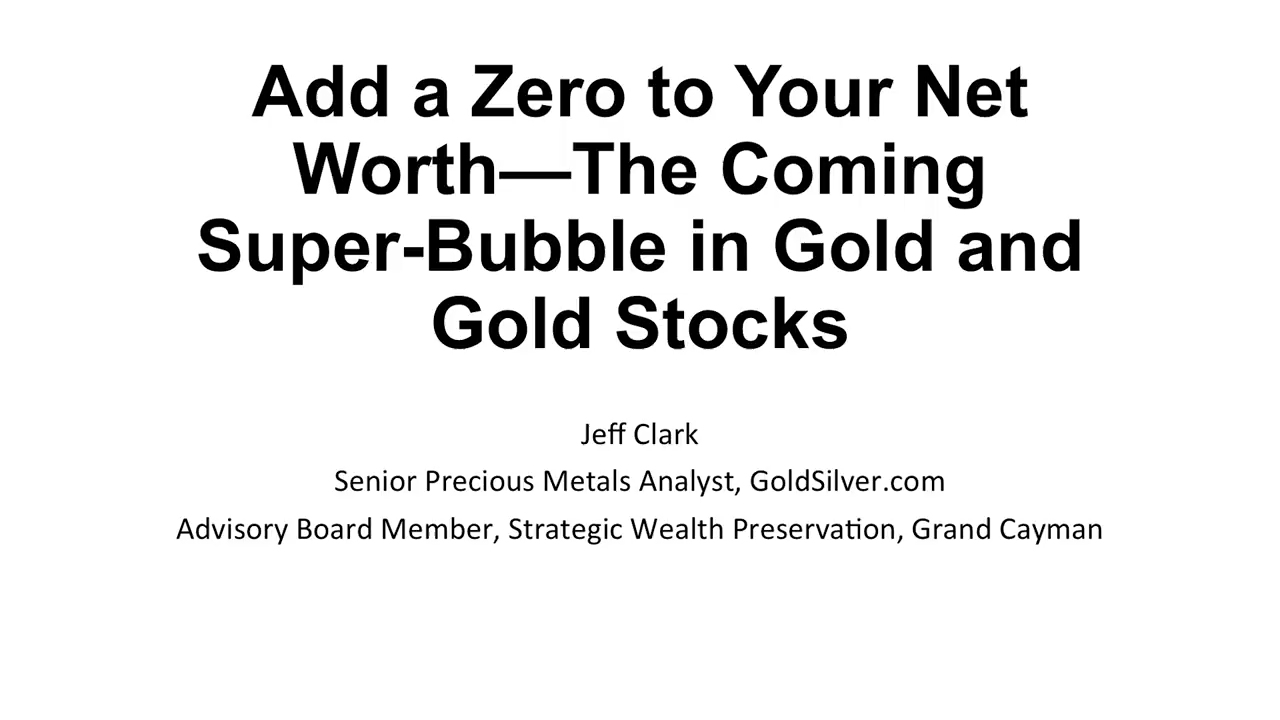 Add a Zero to Your Net
Worth—The Coming
Super-Bubble in Gold and
Gold Stocks
Jeff Clark
Senior Precious Metals Analyst, GoldSilver.com
Advisory Board Member, Strategic Wealth Preservation, Grand Cayman